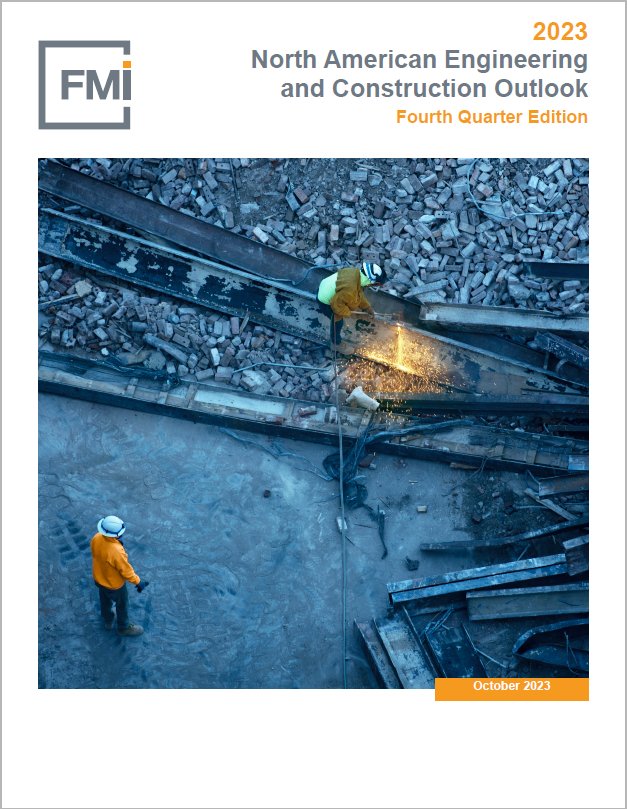 FMI
2023
North American Engineering
and Construction Outlook
Fourth Quarter Edition
October 2023